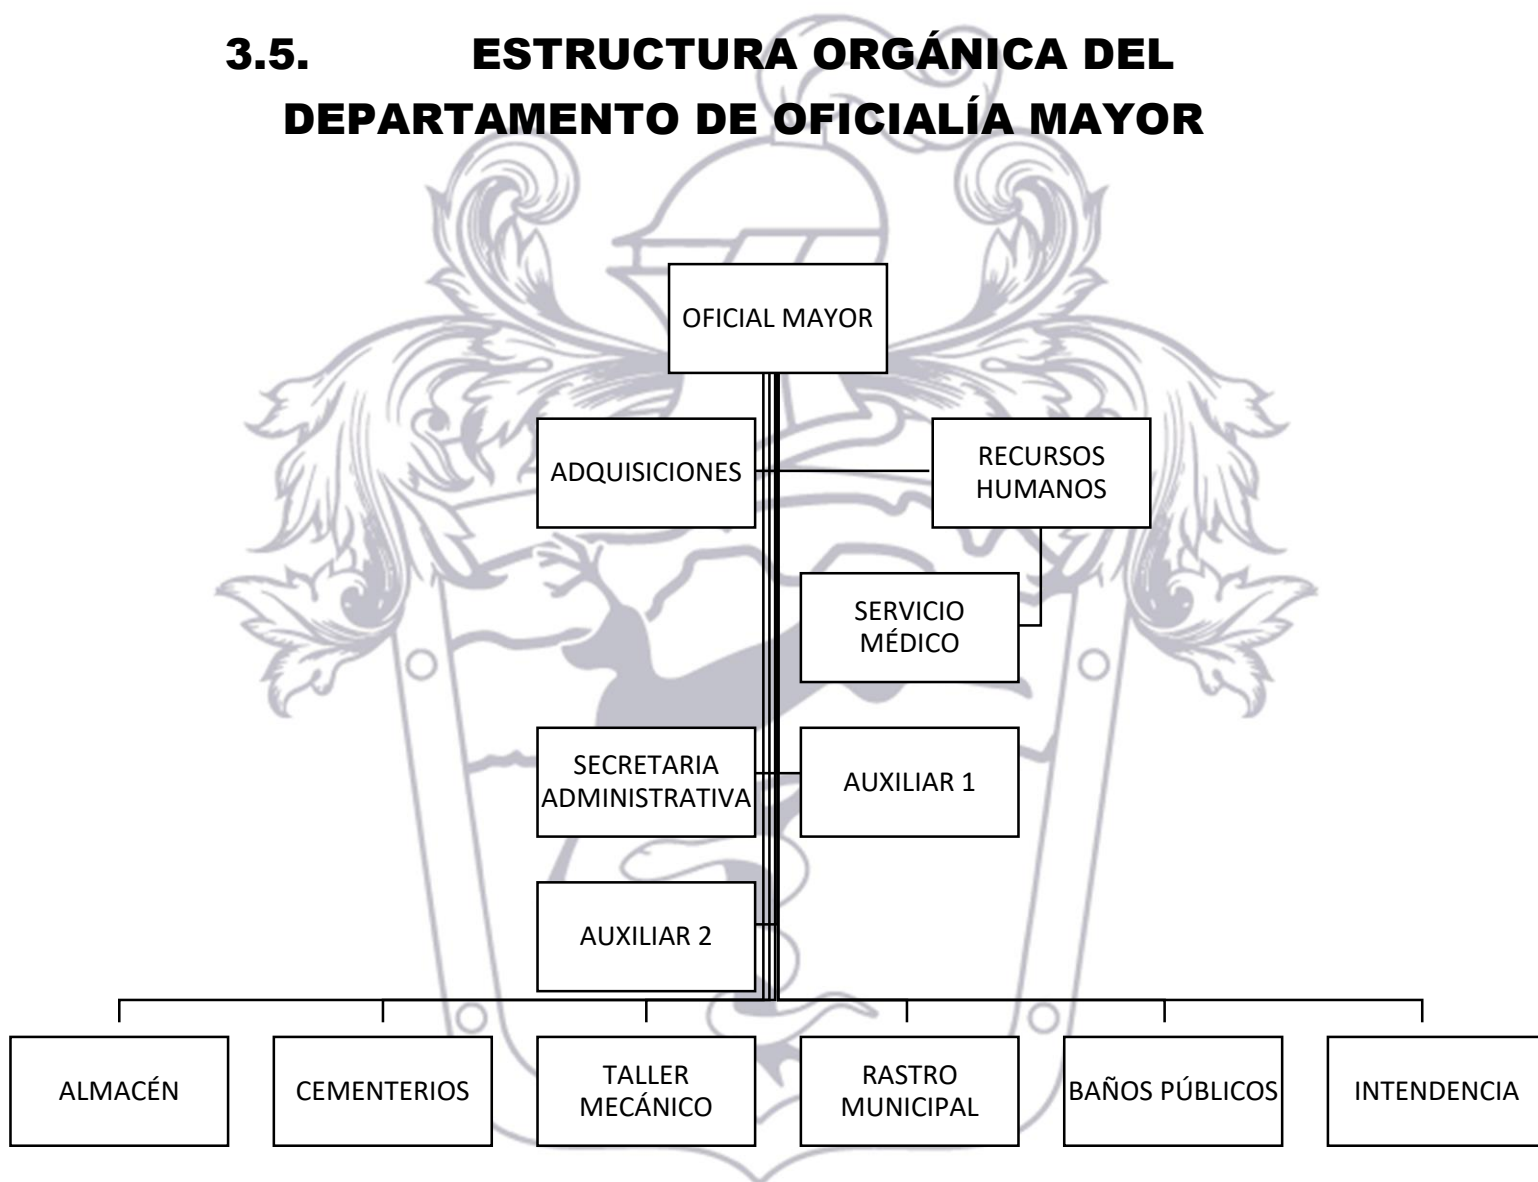 3.5. ESTRUCTURA ORGÁNICA DEL
DEPARTAMENTO DE OFICIALÍA MAYOR
OFICIAL MAYOR
ADQUISICIONES
RECURSOS
HUMANOS
SERVICIO
MÉDICO
SECRETARIA
ADMINISTRATIVA
AUXILIAR 1
AUXILIAR 2
ALMACÉN
CEMENTERIOS
TALLER
MECÁNICO
RASTRO
MUNICIPAL
BAÑOS PÚBLICOS
INTENDENCIA